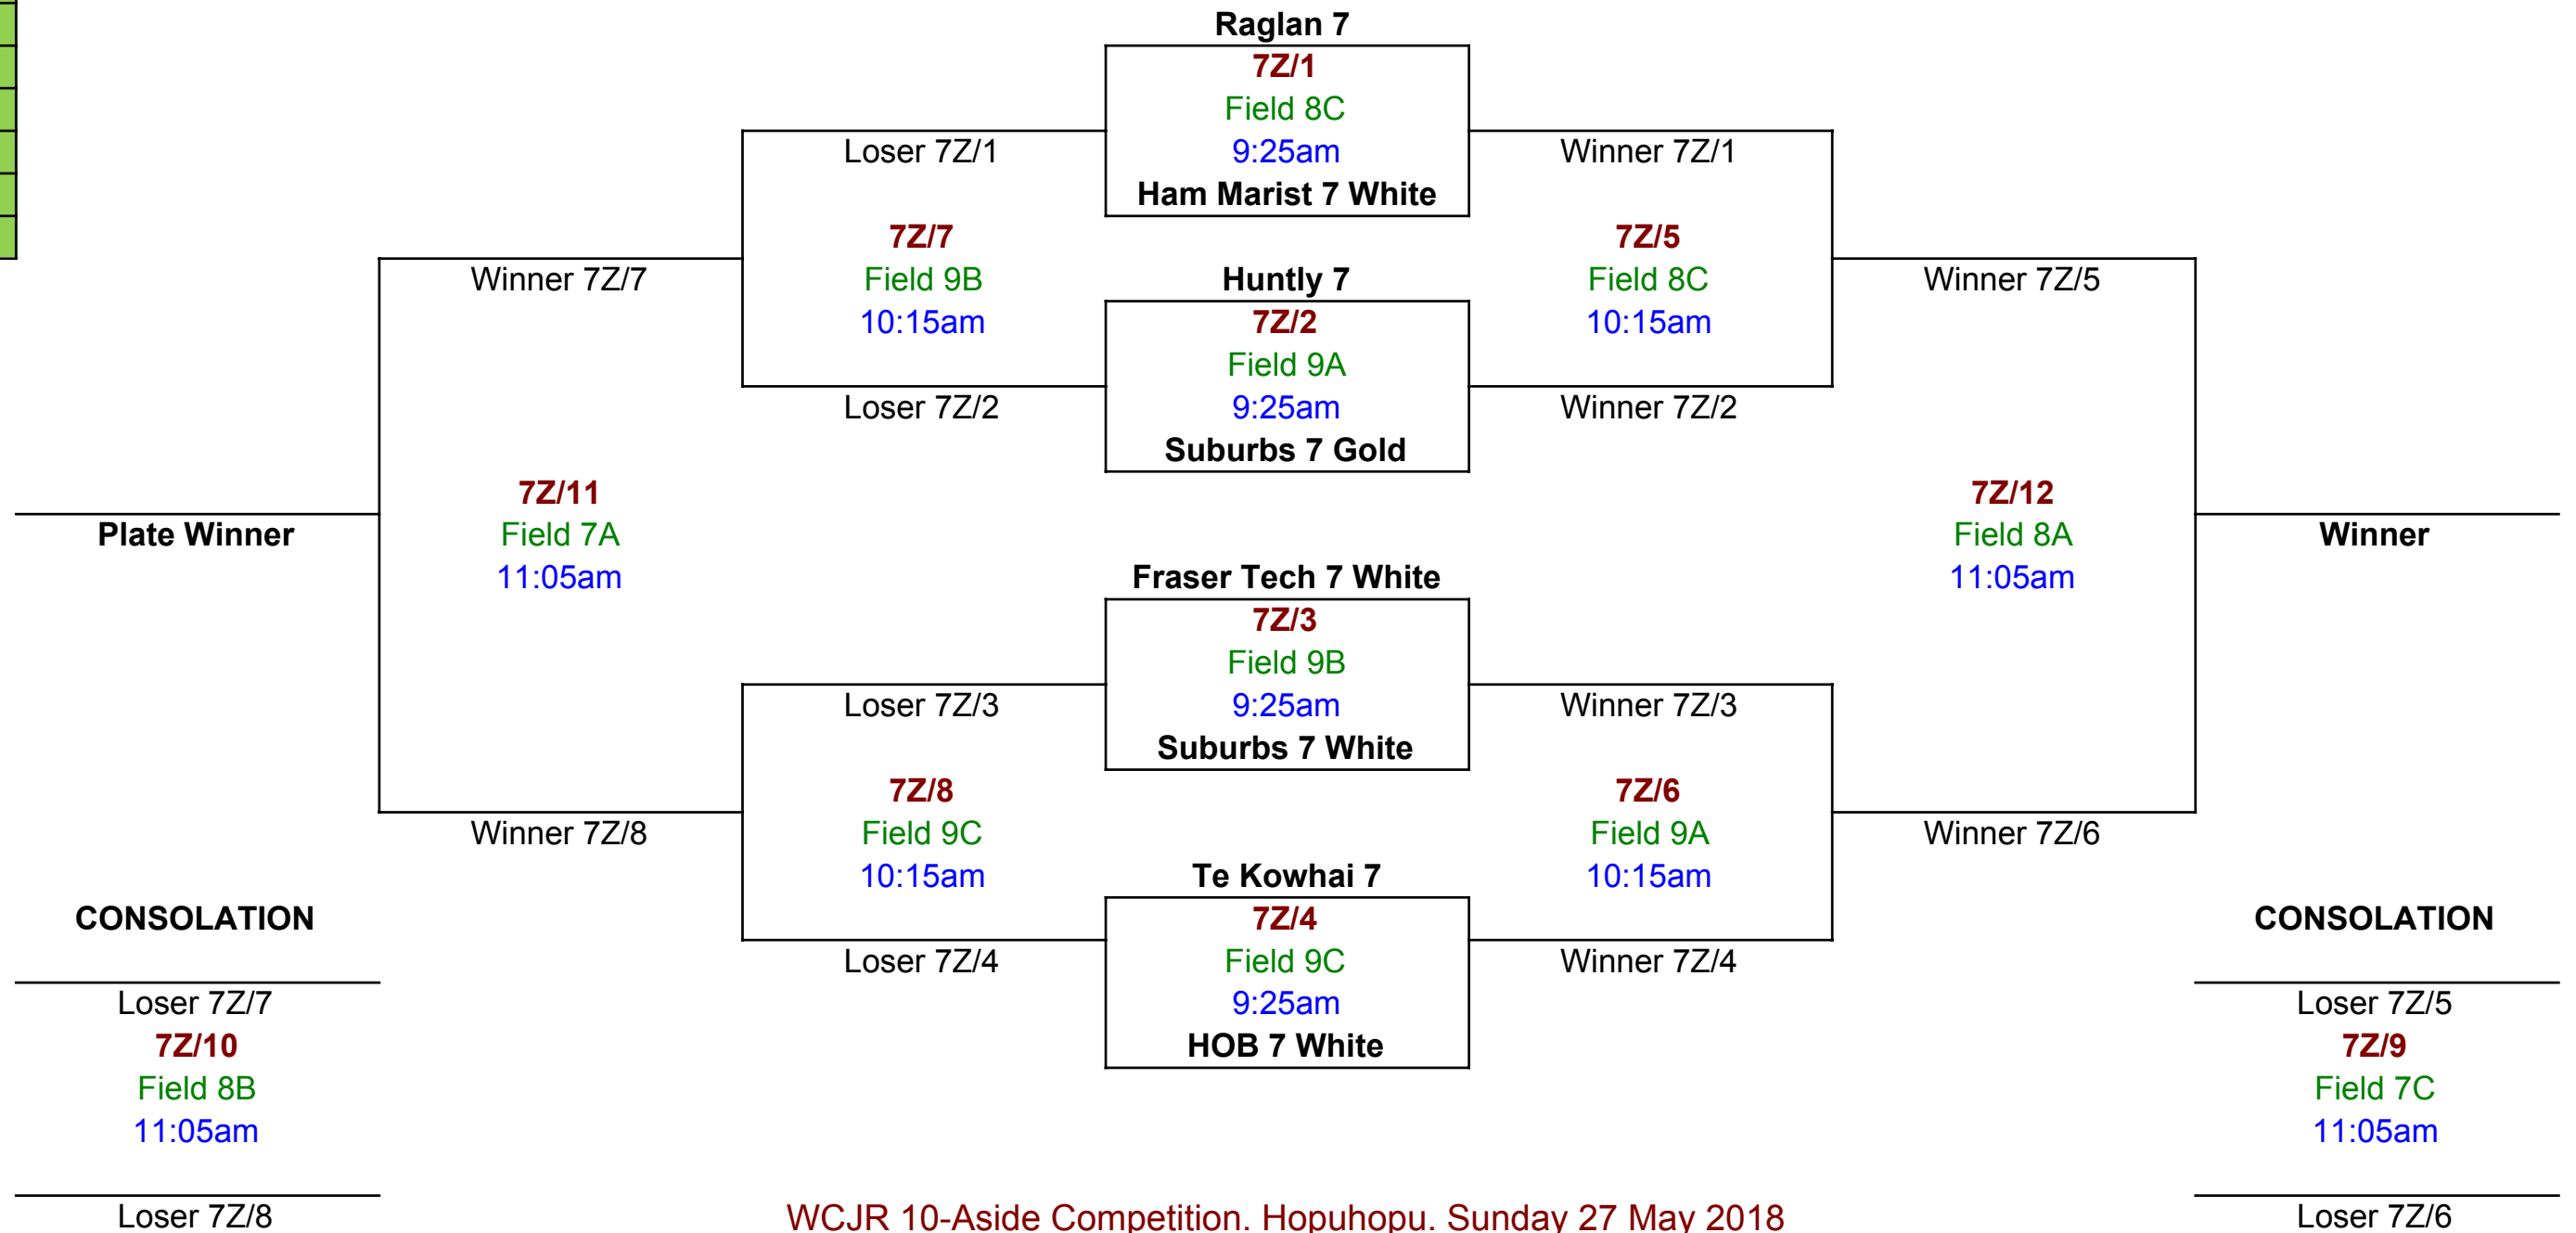 Raglan 7
7Z/1
Field 8C
Loser 7Z/1 9:25am Winner 7Z/1
Ham Marist 7 White
7Z/7 7Z/5
Winner 7Z/7 Field 9B Huntly 7 Field 8C Winner 7Z/5
10:15am 7Z/2 10:15am
Field 9A
Loser 7Z/2 9:25am Winner 7Z/2
Suburbs 7 Gold
7Z/11 7Z/12
Plate Winner Field 7A Field 8A Winner
11:05am Fraser Tech 7 White 11:05am
7Z/3
Field 9B
Loser 7Z/3 9:25am Winner 7Z/3
Suburbs 7 White
7Z/8 7Z/6
Winner 7Z/8 Field 9C Field 9A Winner 7Z/6
10:15am Te Kowhai 7 10:15am
CONSOLATION 7Z/4 CONSOLATION
Loser 7Z/4 Field 9C Winner 7Z/4
Loser 7Z/7 9:25am Loser 7Z/5
7Z/10 HOB 7 White 7Z/9
Field 8B Field 7C
11:05am 11:05am
Loser 7Z/8 WCJR 10-Aside Competition. Hopuhopu. Sunday 27 May 2018 Loser 7Z/6